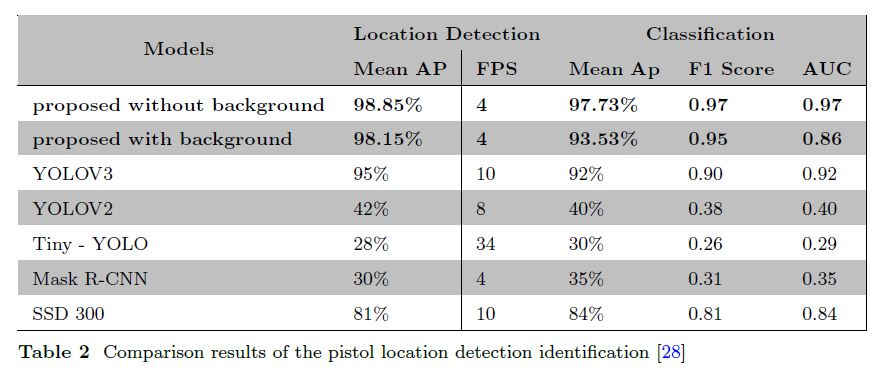 Models Location Detection Classification
Mean AP FPS Mean Ap F1 Score AUC
proposed without background 98.85% 4 97.73% 0.97 0.97
proposed with background 98.15% 4 93.53% 0.95 0.86
YOLOV3 95% 10 92% 0.90 0.92
YOLOV2 42% 8 40% 0.38 0.40
Tiny - YOLO 28% 34 30% 0.26 0.29
Mask R-CNN 30% 4 35% 0.31 0.35
SSD 300 81% 10 84% 0.81 0.84
Table 2 Comparison results of the pistol location detection identification [28]